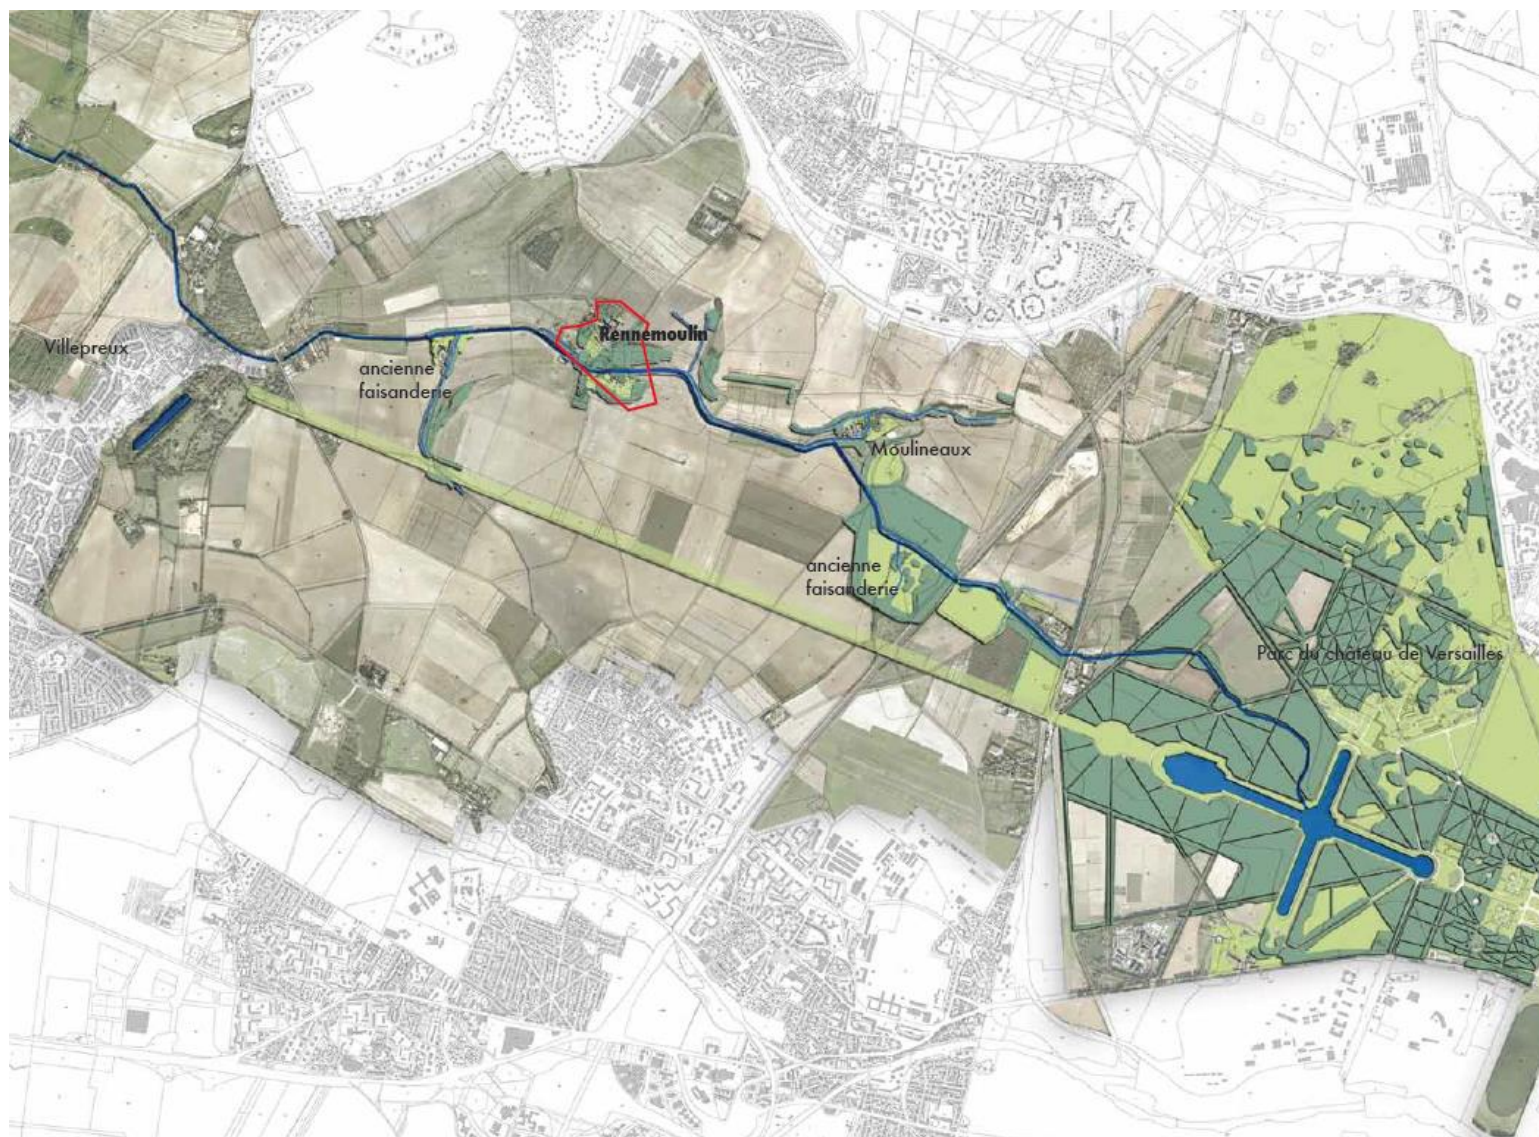 Rennemoulin
Villepreux
ancienne
faisanderie
Moulineaux
ancienne
faisanderie
Parc du château de Versailles